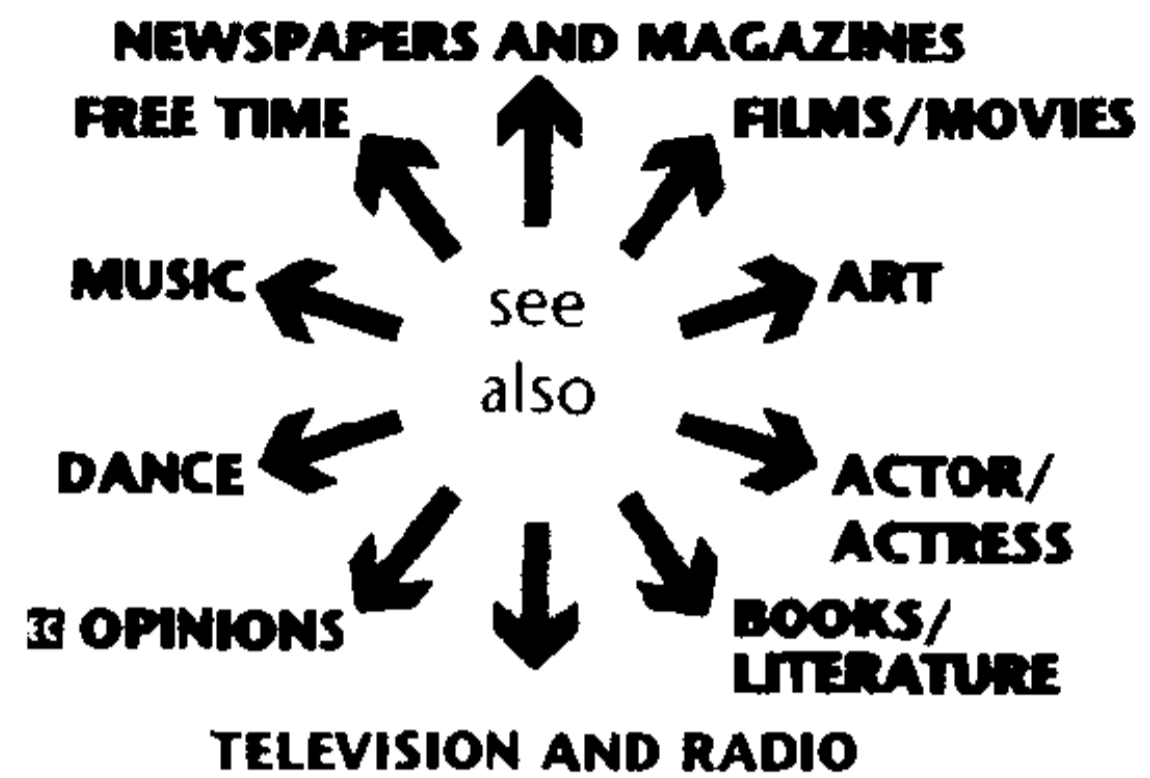 NEWSPAPERS AND MAGAZINES
FREE TIME
FILMS/MOVIES
MUSIC
see
also
ART
DANCE
ACTOR/
ACTRESS
OPINIONS
BOOKS/
LITERATURE
TELEVISION AND RADIO